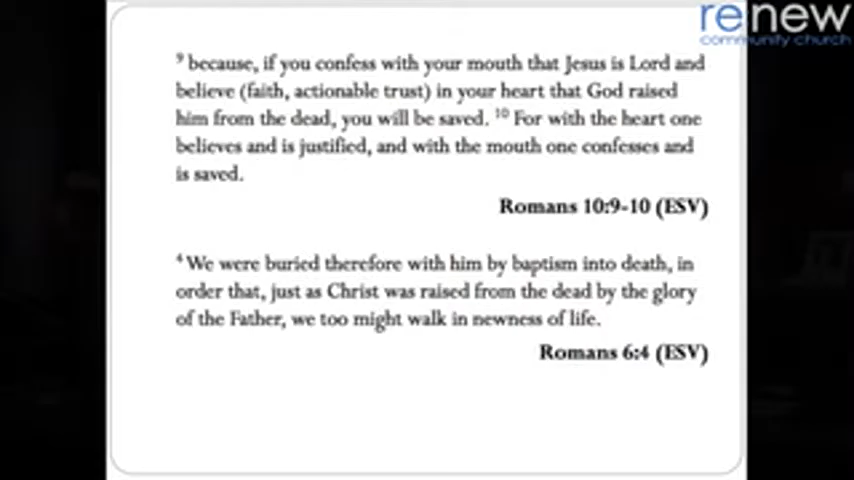 renew
community church
⁹ because, if you confess with your mouth that Jesus is Lord and
believe (faith, actionable trust) in your heart that God raised
him from the dead, you will be saved. ¹⁰ For with the heart one
believes and is justified, and with the mouth one confesses and
is saved.
Romans 10:9-10 (ESV)
⁴ We were buried therefore with him by baptism into death, in
order that, just as Christ was raised from the dead by the glory
of the Father, we too might walk in newness of life.
Romans 6:4 (ESV)